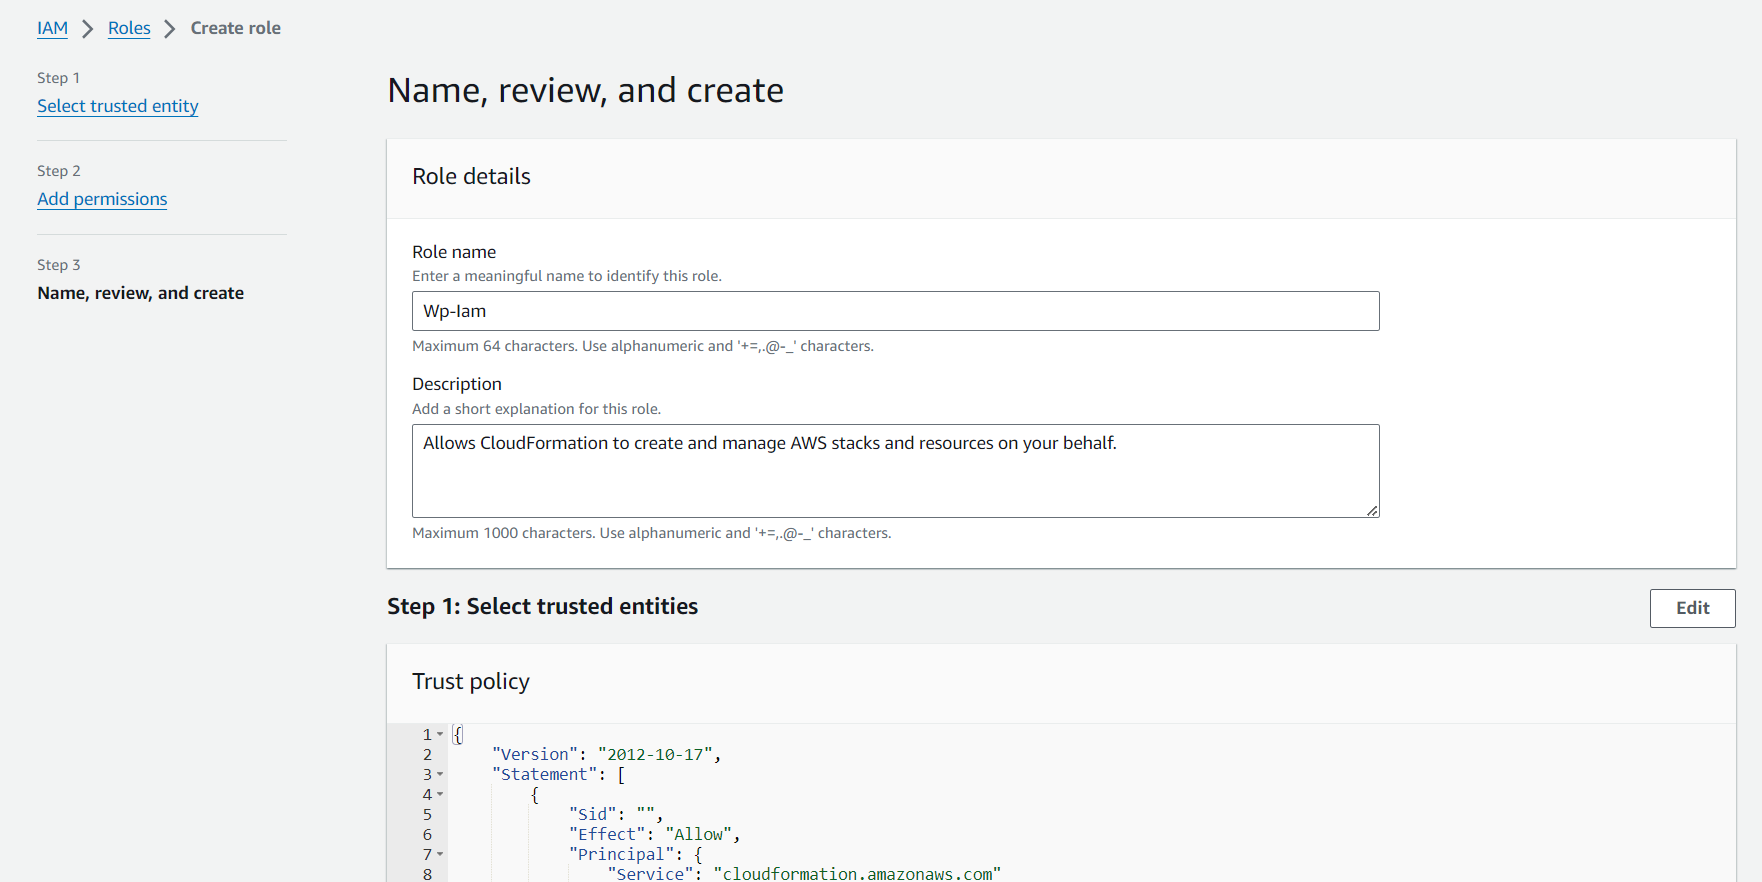 IAM > Roles > Create role
Step 1
Select trusted entity
Step 2
Add permissions
Step 3
Name, review, and create
Name, review, and create
Role details
Role name
Enter a meaningful name to identify this role.
Wp-Iam
Maximum 64 characters. Use alphanumeric and '+=,.@-_' characters.
Description
Add a short explanation for this role.
Allows CloudFormation to create and manage AWS stacks and resources on your behalf.
Maximum 1000 characters. Use alphanumeric and '+=,.@-_' characters.
Step 1: Select trusted entities
Edit
Trust policy
1 {
2 "Version": "2012-10-17",
3 "Statement": [
4 {
5 "Sid": "",
6 "Effect": "Allow",
7 "Principal": {
8 "Service": "cloudformation.amazonaws.com"